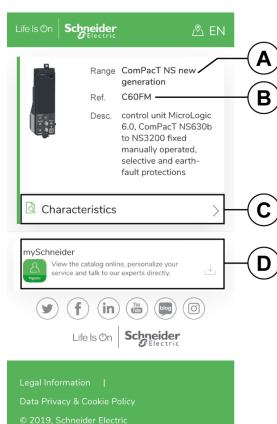 Life Is On | Schneider Electric
EN
Range ComPacT NS new generation
A
Ref. C60FM
B
Desc. control unit MicroLogic
6.0, ComPacT NS630b
to NS3200 fixed
manually operated,
selective and earth-
fault protections
Characteristics
C
mySchneider
View the catalog online, personalize your
service and talk to our experts directly.
D
You Tube
blog
Life Is On | Schneider Electric
Legal Information |
Data Privacy & Cookie Policy
© 2019, Schneider Electric